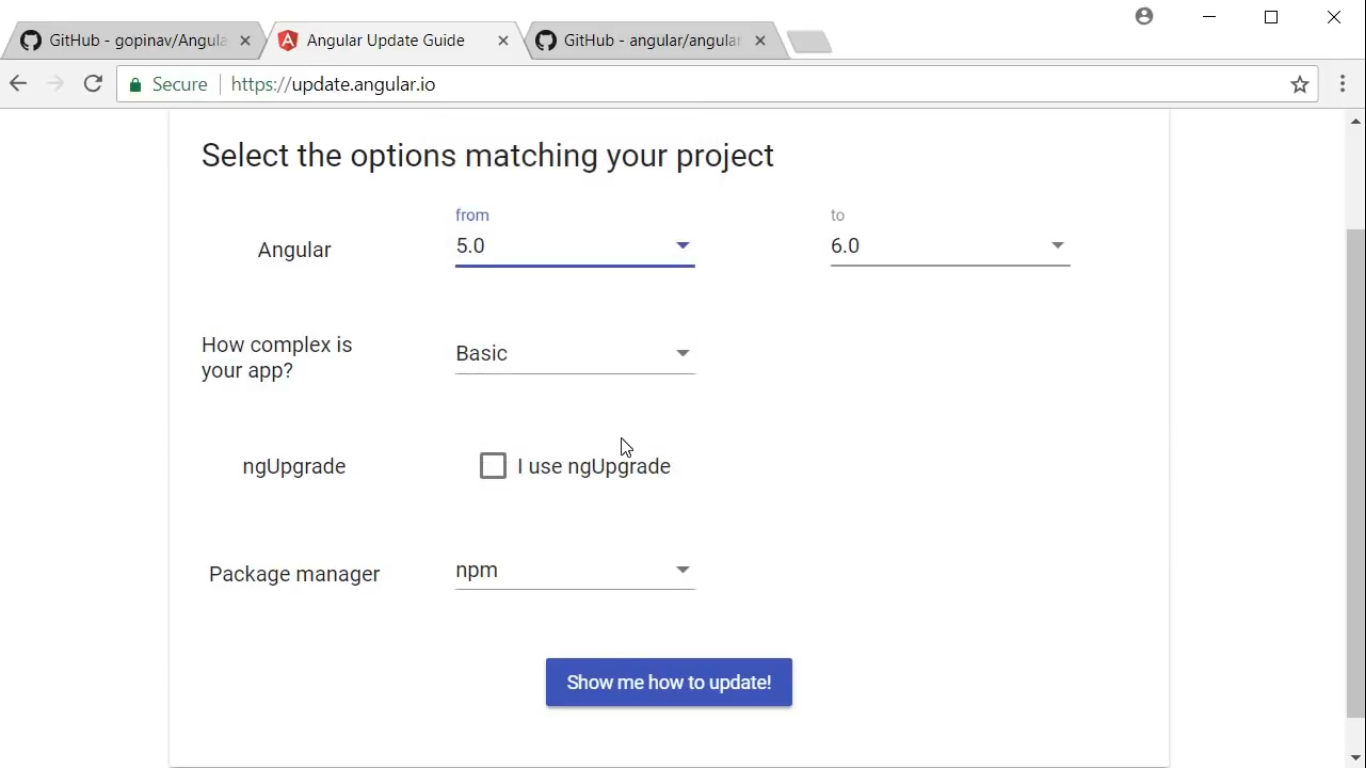 GitHub - gopinav/Angula
Angular Update Guide
GitHub - angular/angular
Secure
https://update.angular.io
Select the options matching your project
from
to
Angular
5.0
6.0
How complex is
your app?
Basic
ngUpgrade
I use ngUpgrade
Package manager
npm
Show me how to update!